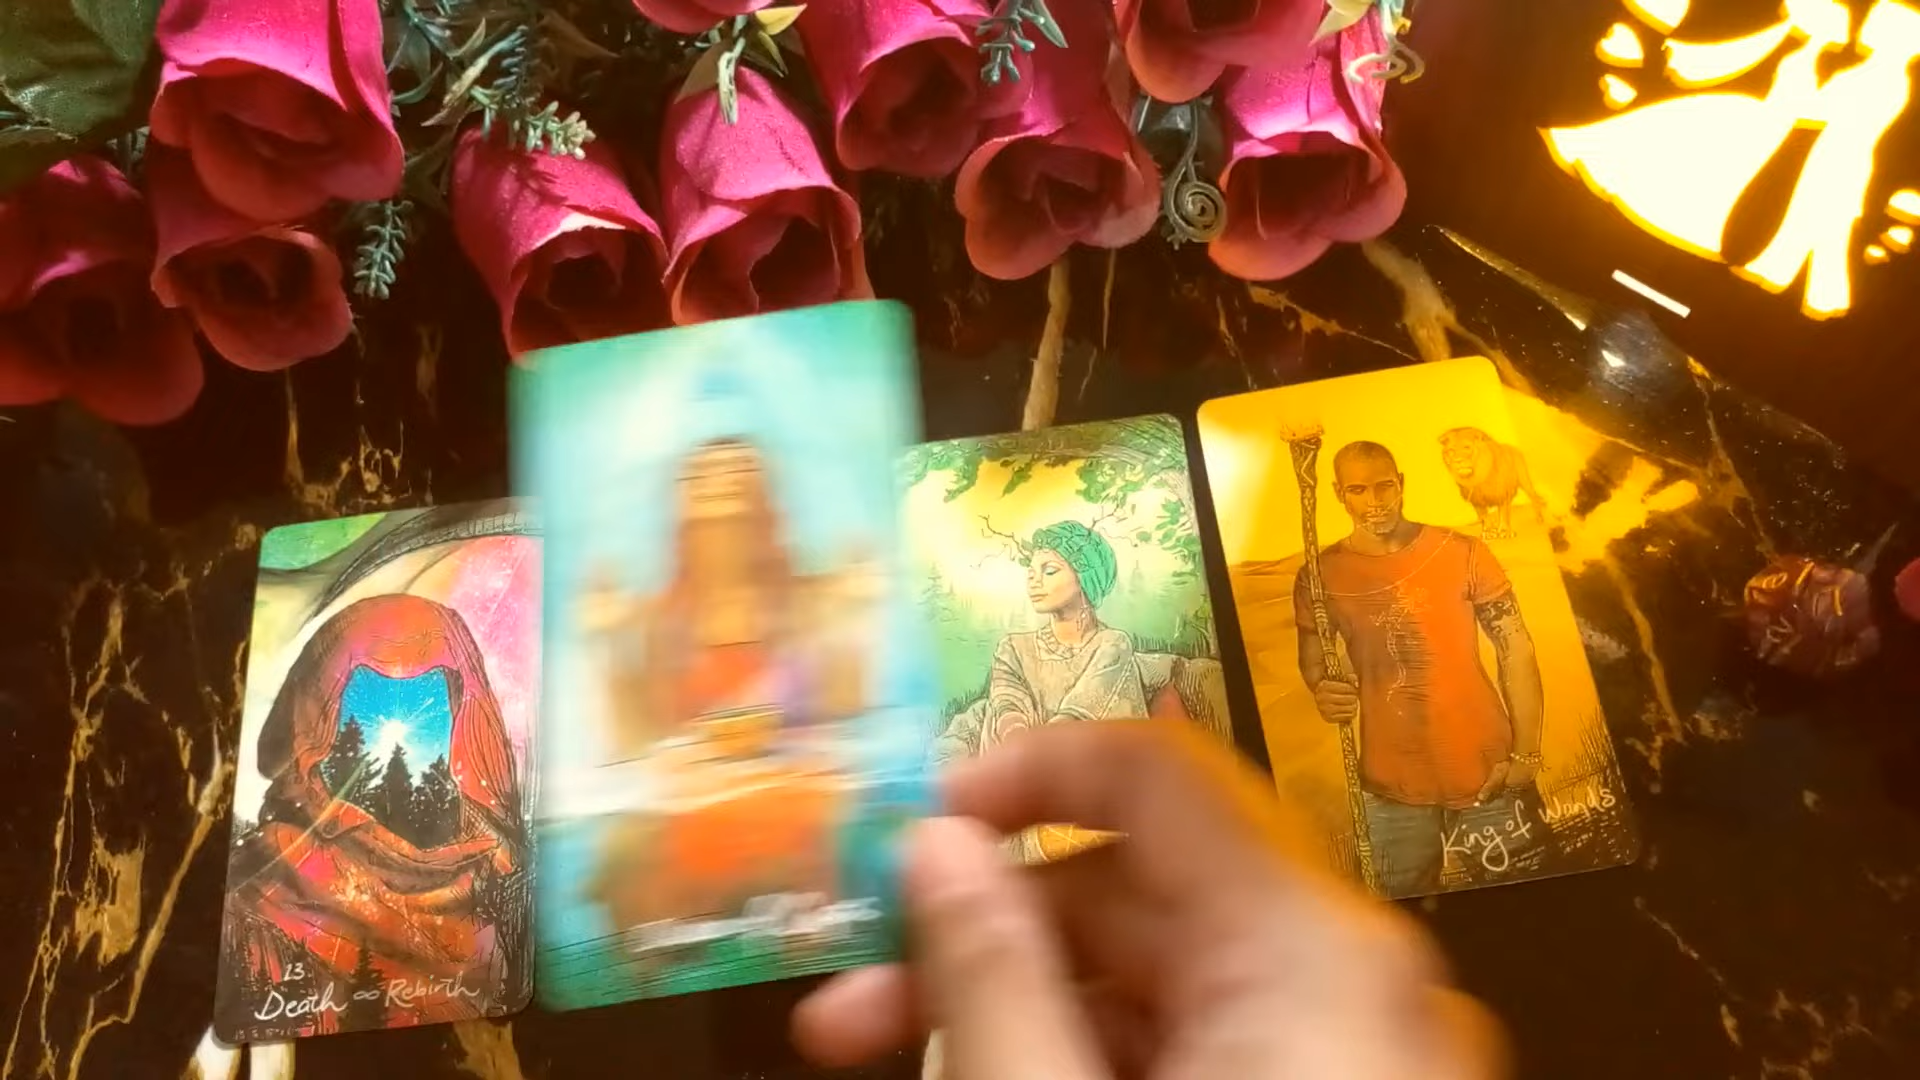 13
Death ∞ Rebirth
King of Wands